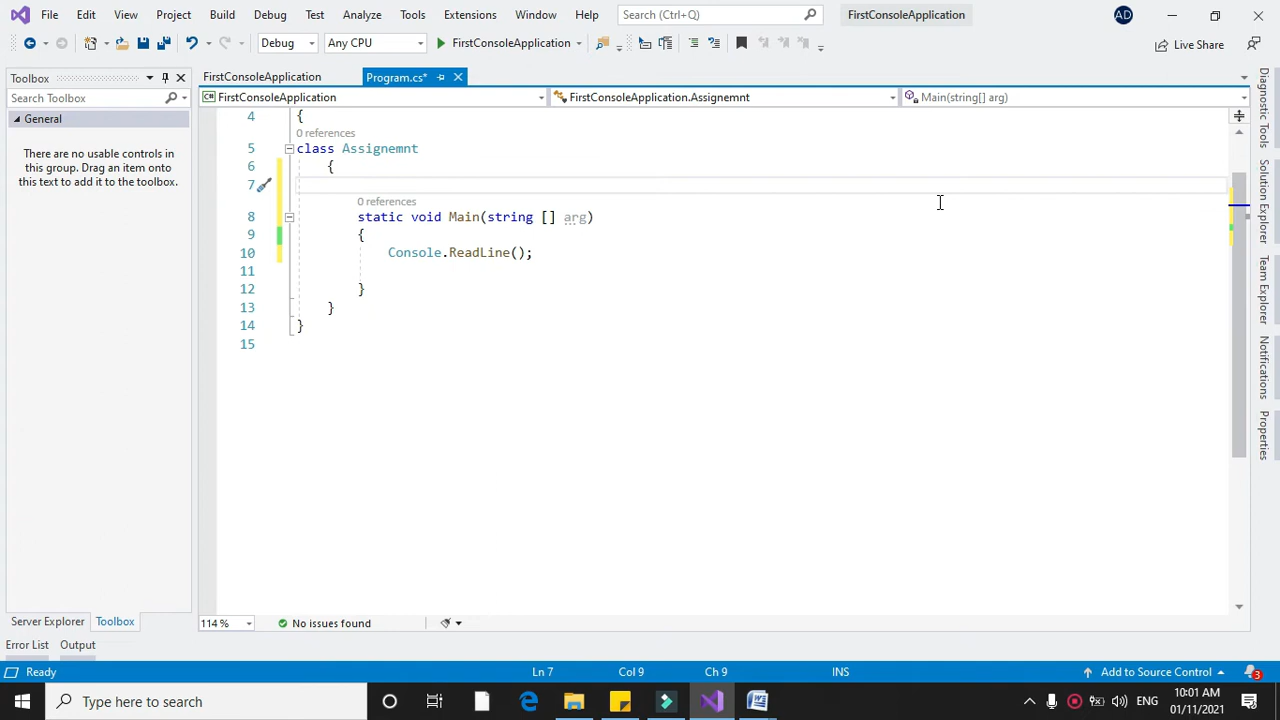 File Edit View Project Build Debug Test Analyze Tools Extensions Window Help Search (Ctrl+Q) FirstConsoleApplication AD
Debug Any CPU FirstConsoleApplication Live Share
Toolbox FirstConsoleApplication Program.cs*
Search Toolbox FirstConsoleApplication FirstConsoleApplication.Assignemnt Main(string[] arg)
General
There are no usable controls in
this group. Drag an item onto
this text to add it to the toolbox.
4 {
0 references
5 class Assignemnt
6 {
7
0 references
8 static void Main(string [] arg)
9 {
10 Console.ReadLine();
11
12 }
13 }
14 }
15
Diagnostic Tools
Solution Explorer
Team Explorer
Notifications
Properties
Server Explorer Toolbox 114 % No issues found
Error List Output
Ready Ln 7 Col 9 Ch 9 INS Add to Source Control 3
Type here to search ENG 10:01 AM
01/11/2021